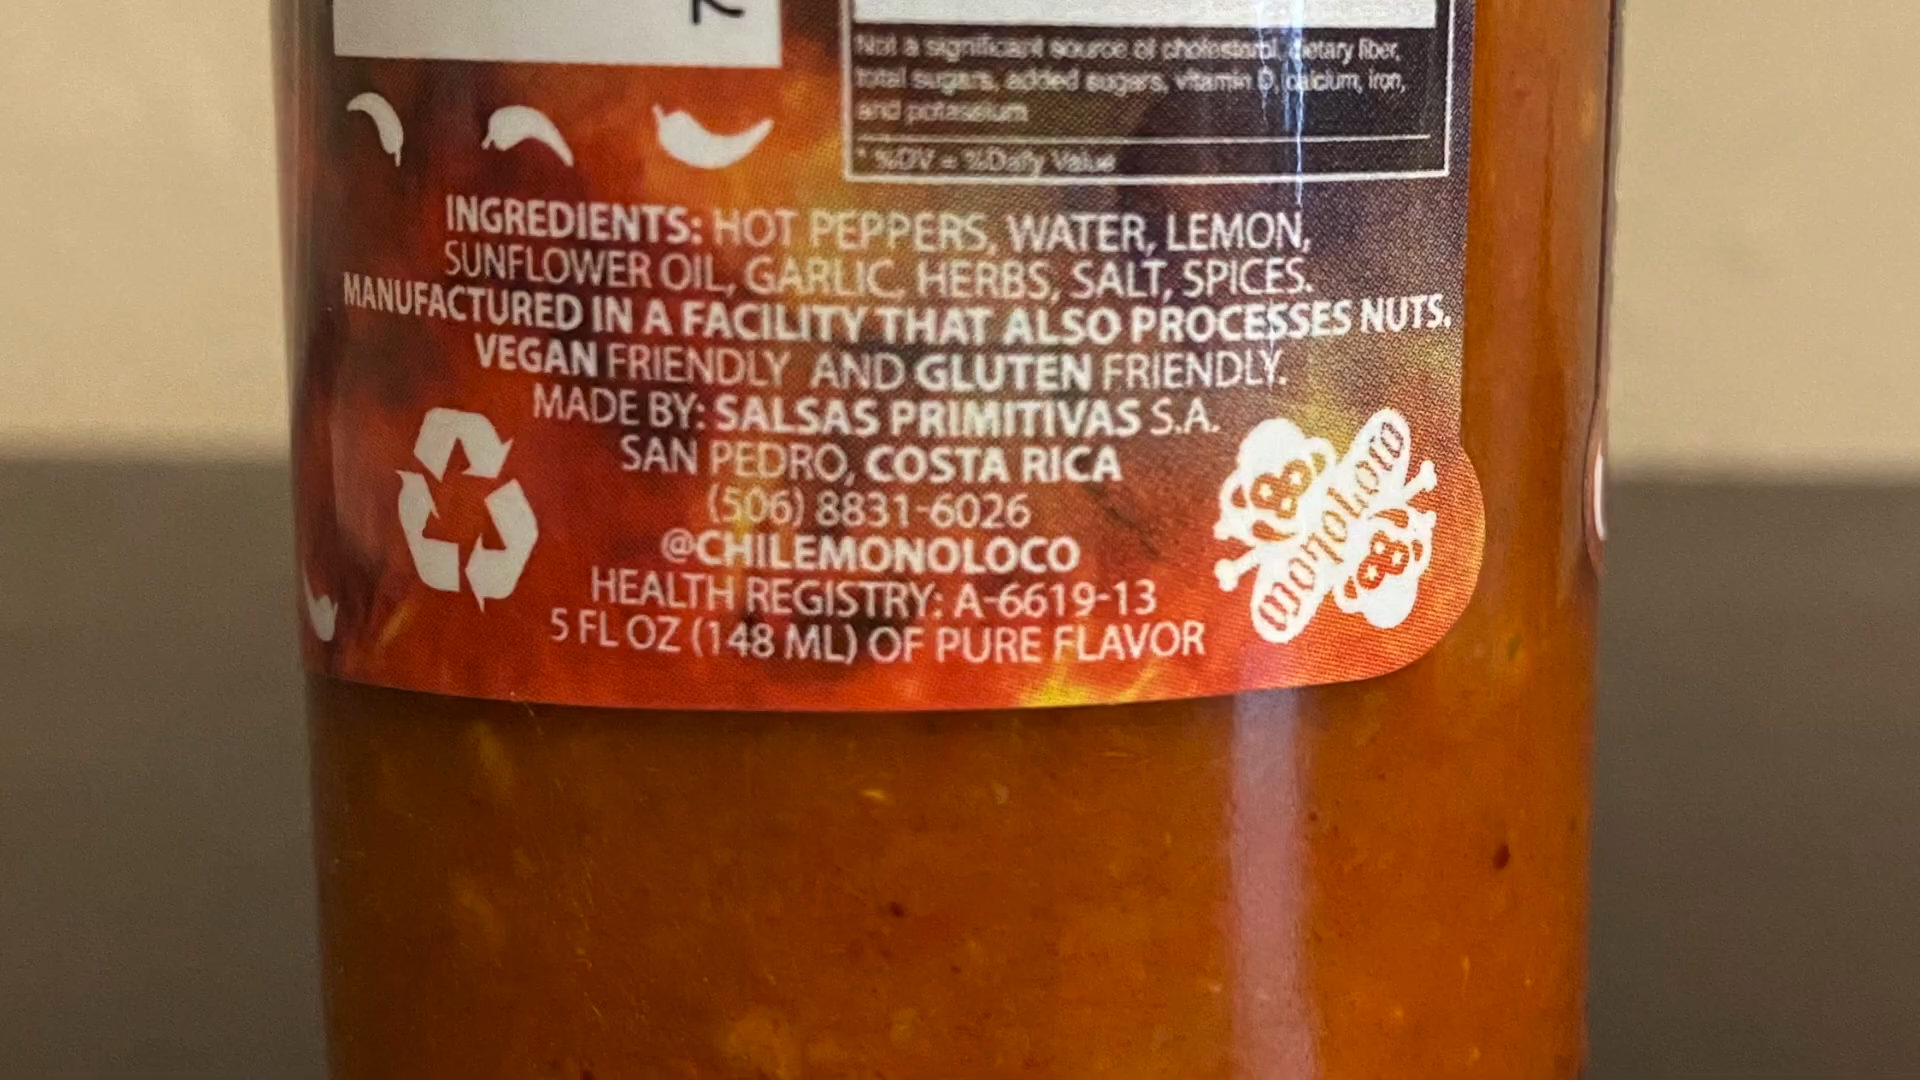 7
Not a significant source of cholesterol, dietary fiber,
total sugars, added sugars, vitamin D, calcium, iron,
and potassium
* %DV = %Daily Value
INGREDIENTS: HOT PEPPERS, WATER, LEMON,
SUNFLOWER OIL, GARLIC, HERBS, SALT, SPICES.
MANUFACTURED IN A FACILITY THAT ALSO PROCESSES NUTS.
VEGAN FRIENDLY AND GLUTEN FRIENDLY.
MADE BY: SALSAS PRIMITIVAS S.A.
SAN PEDRO, COSTA RICA
(506) 8831-6026
@CHILEMONOLOCO
HEALTH REGISTRY: A-6619-13
5 FL OZ (148 ML) OF PURE FLAVOR
monoloco